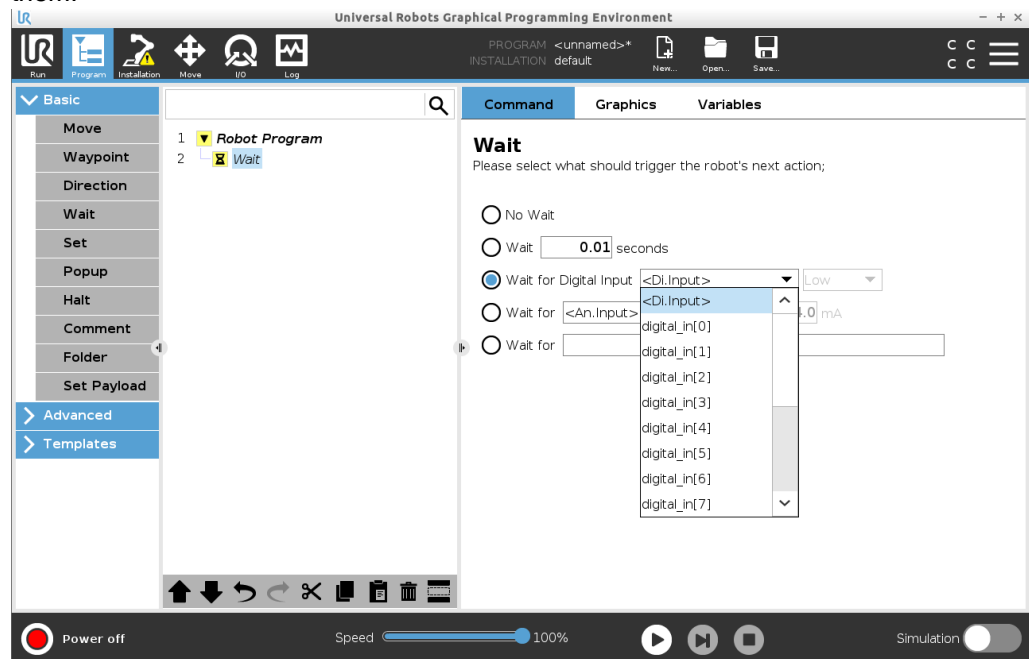 Universal Robots Graphical Programming Environment
PROGRAM <unnamed>*
INSTALLATION default
Run Program Installation Move I/O Log New... Open... Save...
C C
C C
Basic
Move
Waypoint
Direction
Wait
Set
Popup
Halt
Comment
Folder
Set Payload
Advanced
Templates
1 Robot Program
2 Wait
Command Graphics Variables
Wait
Please select what should trigger the robot's next action;
No Wait
Wait 0.01 seconds
Wait for Digital Input <Di.Input> Low
Wait for <An.Input> .0 mA
Wait for
<Di.Input>
digital_in[0]
digital_in[1]
digital_in[2]
digital_in[3]
digital_in[4]
digital_in[5]
digital_in[6]
digital_in[7]
Power off Speed 100% Simulation